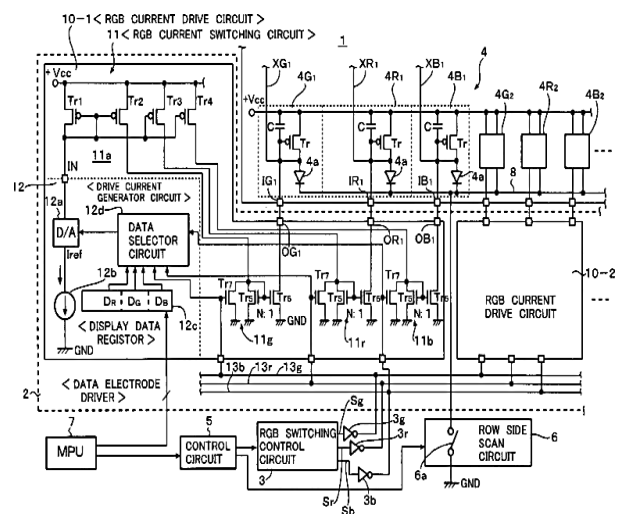 10-1 < RGB CURRENT DRIVE CIRCUIT >
11 < RGB CURRENT SWITCHING CIRCUIT >
1
+Vcc
Tr1 Tr2 Tr3 Tr4
11a
IN
XG1 XR1 XB1
4
4G1 4R1 4B1
4G2 4R2 4B2
+Vcc
C Tr C Tr C Tr
4a 4a 4a
8
IG1 IR1 IB1
OG1 OR1 OB1
12
< DRIVE CURRENT GENERATOR CIRCUIT >
12a
12d
D/A
DATA SELECTOR CIRCUIT
Iref
12b
DR DG DB
12c
< DISPLAY DATA REGISTOR >
GND
Tr7 Tr5 Tr6
N: 1
GND
11g
Tr7 Tr5 Tr6
N: 1
11r
Tr7 Tr5 Tr6
N: 1
11b
10-2
RGB CURRENT DRIVE CIRCUIT
13b 13r 13g
2
< DATA ELECTRODE DRIVER >
7
MPU
5
CONTROL CIRCUIT
RGB SWITCHING CONTROL CIRCUIT
3
Sg 3g
3r
Sr Sb 3b
ROW SIDE SCAN CIRCUIT
6
6a
GND